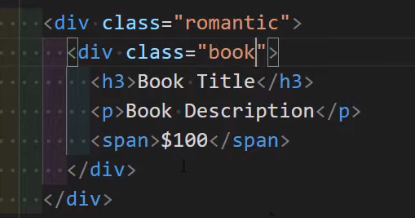 <div class="romantic">
<div class="book">
<h3>Book Title</h3>
<p>Book Description</p>
<span>$100</span>
</div>
</div>